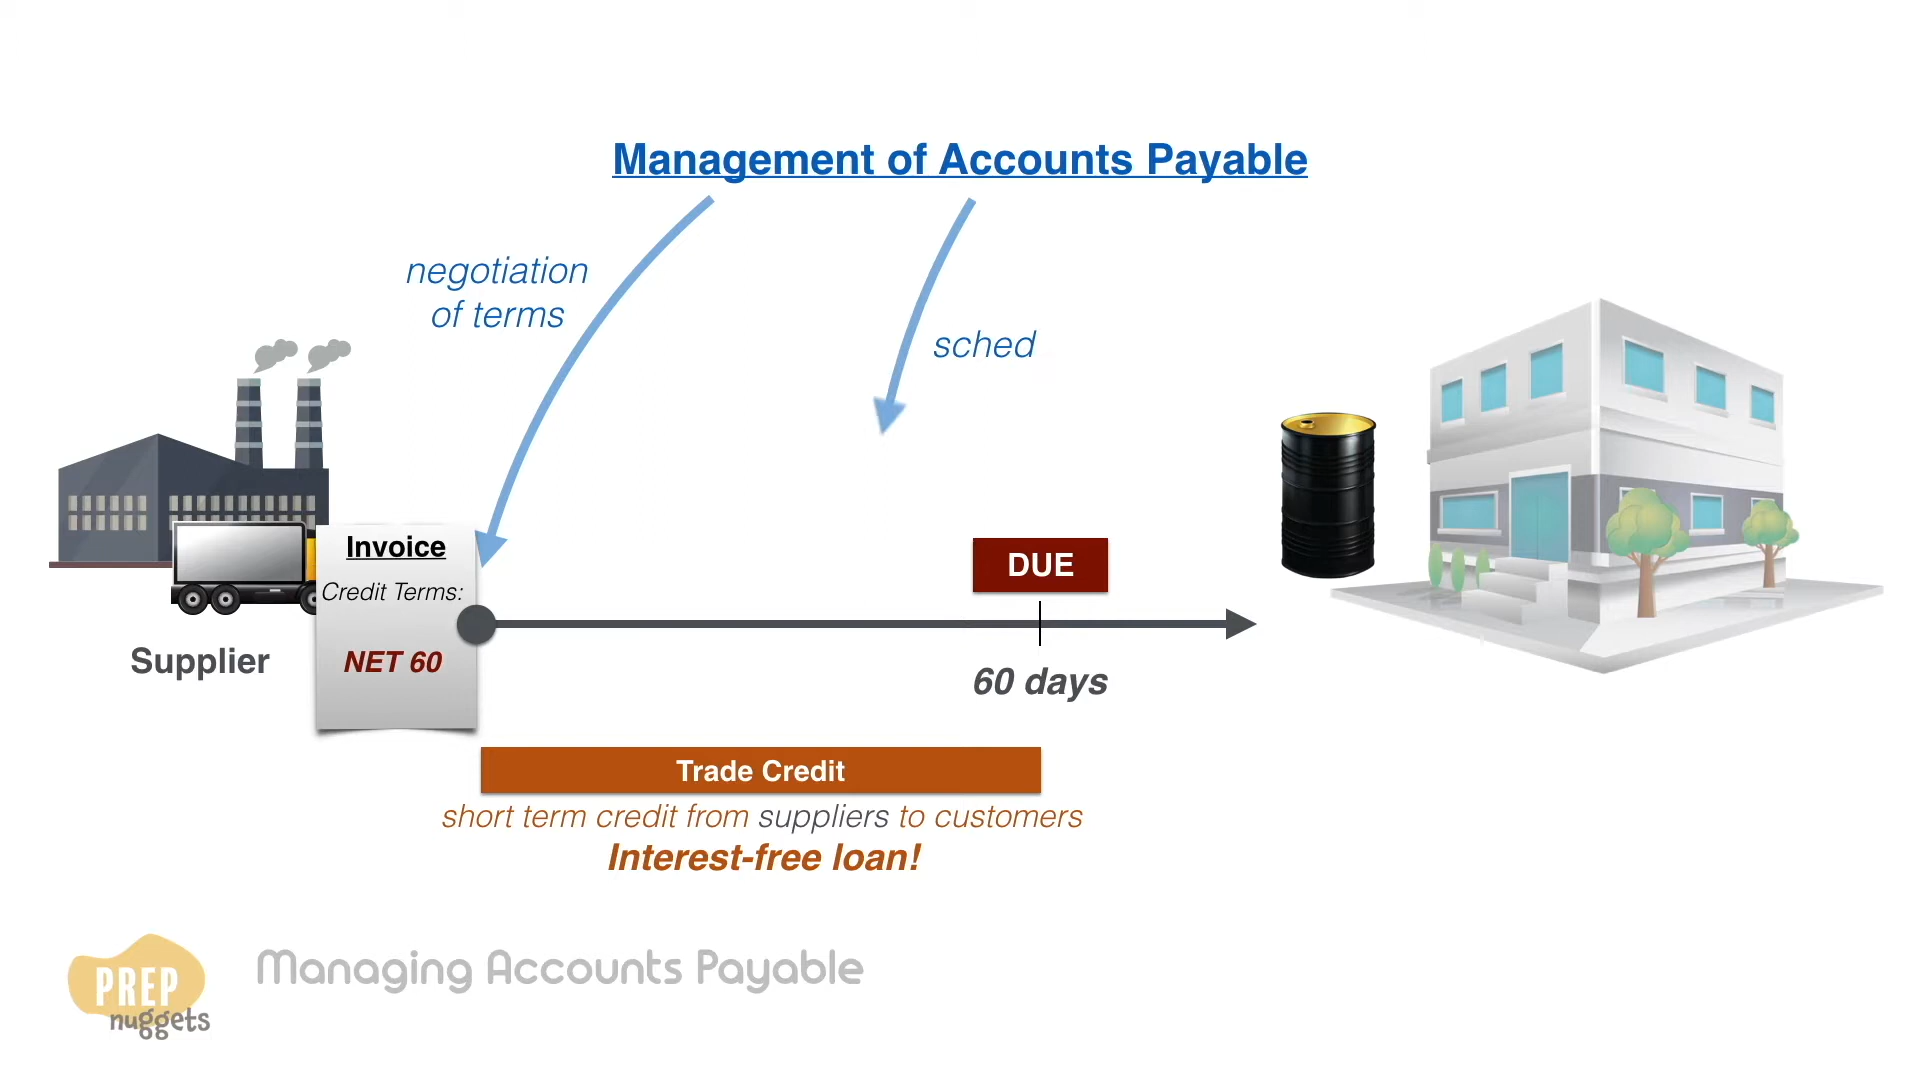 Management of Accounts Payable
negotiation
of terms
sched
Invoice
Credit Terms:
NET 60
DUE
Supplier
60 days
Trade Credit
short term credit from suppliers to customers
Interest-free loan!
PREP
nuggets
Managing Accounts Payable